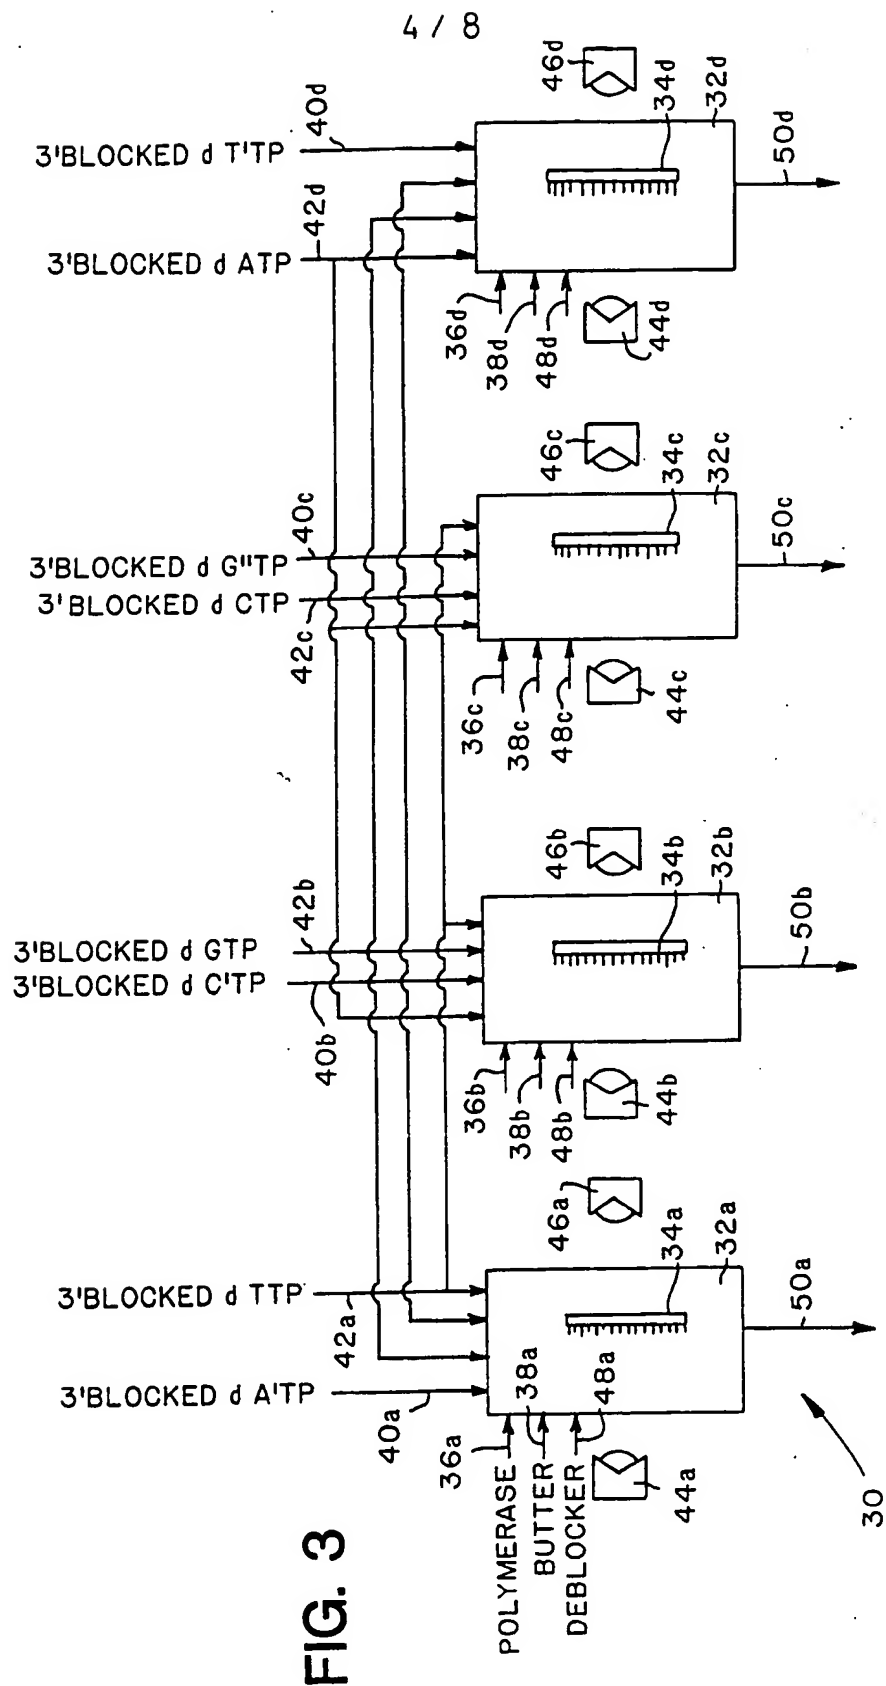 4 / 8
FIG. 3
3'BLOCKED d A'TP
40a
3'BLOCKED d TTP
42a
3'BLOCKED d C'TP
40b
3'BLOCKED d GTP
42b
3'BLOCKED d CTP
42c
3'BLOCKED d G"TP
40c
3'BLOCKED d ATP
42d
3'BLOCKED d T'TP
40d
POLYMERASE
36a
BUTTER
38a
DEBLOCKER
48a
44a
46a
34a
32a
50a
36b
38b
48b
44b
46b
34b
32b
50b
36c
38c
48c
44c
46c
34c
32c
50c
36d
38d
48d
44d
46d
34d
32d
50d
30